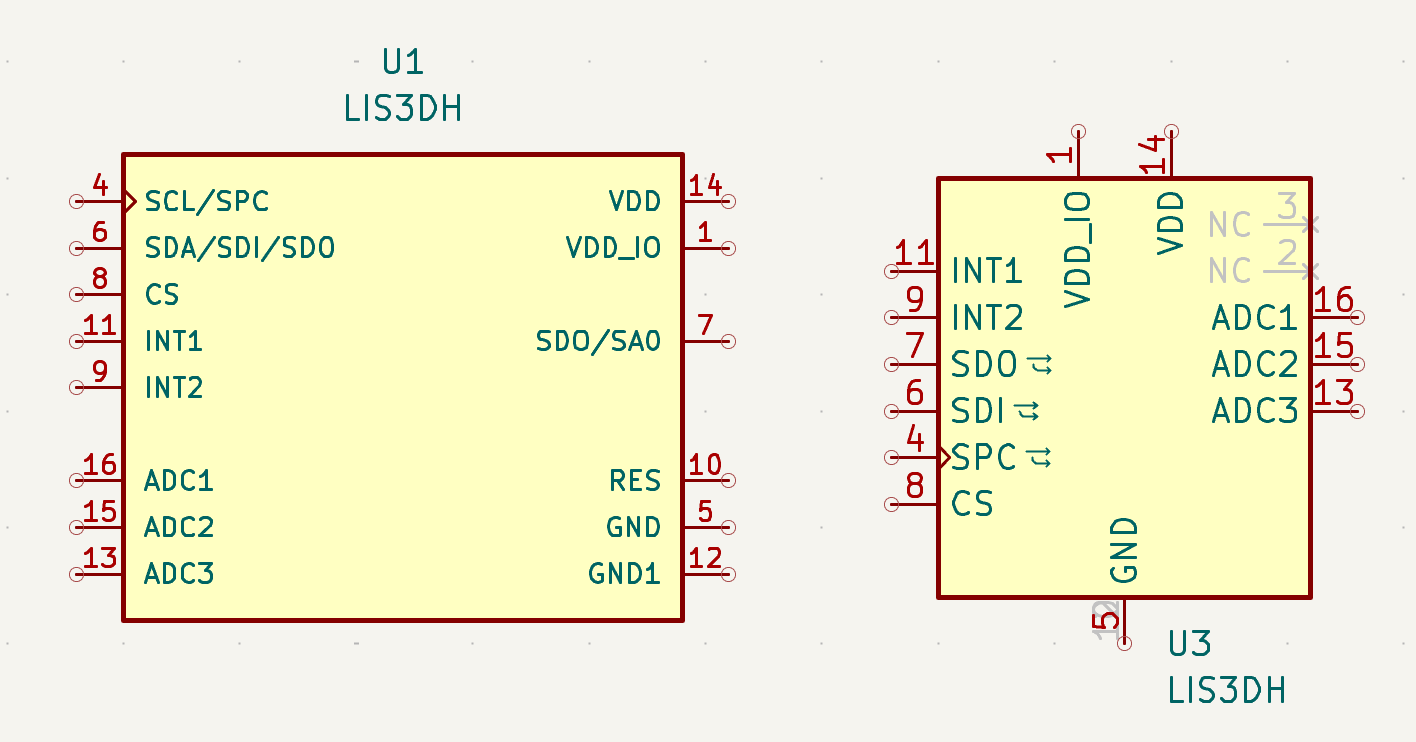 U1
LIS3DH
4 SCL/SPC VDD 14
6 SDA/SDI/SDO VDD_IO 1
8 CS
11 INT1 SDO/SA0 7
9 INT2
16 ADC1 RES 10
15 ADC2 GND 5
13 ADC3 GND1 12
1 14
VDD_IO VDD
NC 3
NC 2
11 INT1
9 INT2 ADC1 16
7 SDO ADC2 15
6 SDI ADC3 13
4 SPC
8 CS
GND
5
U3
LIS3DH